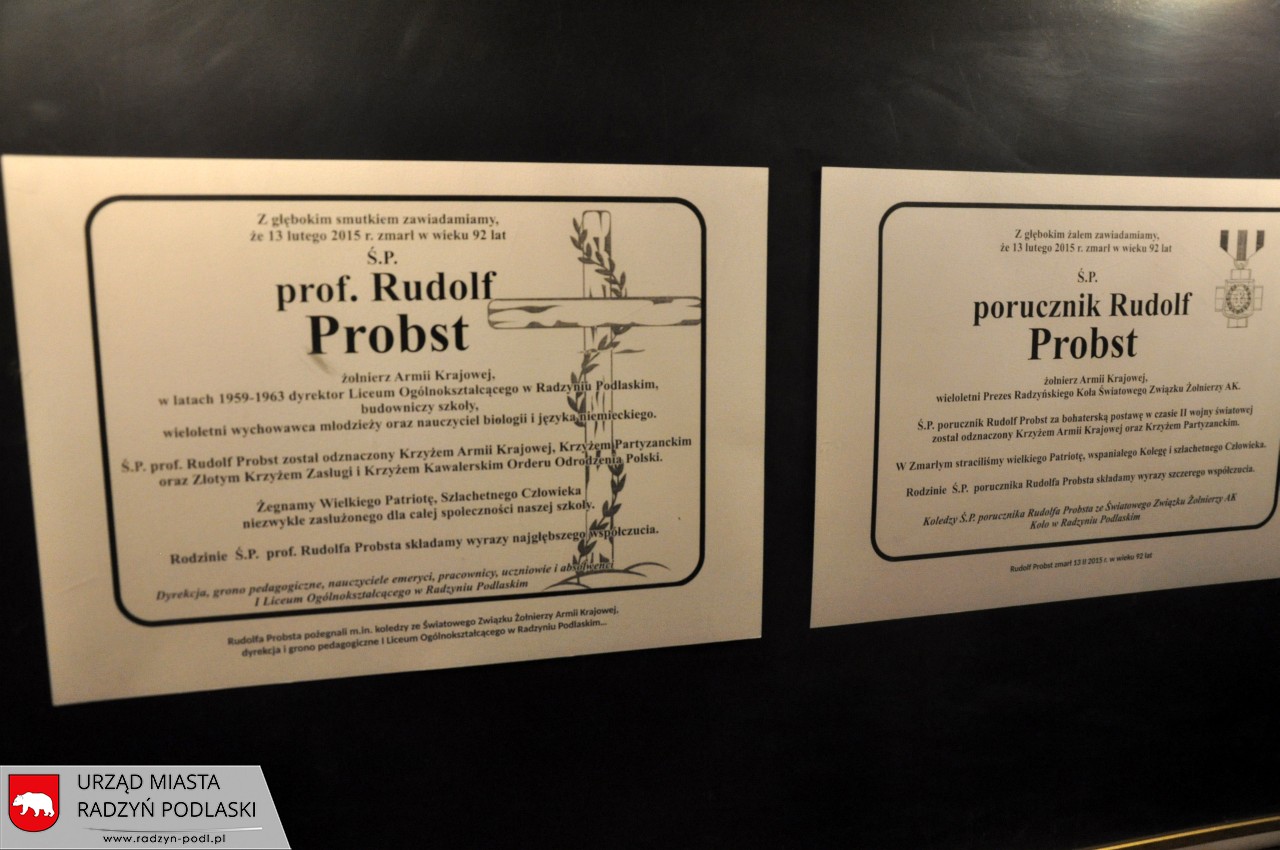 Z głębokim smutkiem zawiadamiamy,
że 13 lutego 2015 r. zmarł w wieku 92 lat
Ś.P.
prof. Rudolf
Probst
żołnierz Armii Krajowej,
w latach 1959-1963 dyrektor Liceum Ogólnokształcącego w Radzyniu Podlaskim,
budowniczy szkoły,
wieloletni wychowawca młodzieży oraz nauczyciel biologii i języka niemieckiego.
Ś.P. prof. Rudolf Probst został odznaczony Krzyżem Armii Krajowej, Krzyżem Partyzanckim
oraz Złotym Krzyżem Zasługi i Krzyżem Kawalerskim Orderu Odrodzenia Polski.
Żegnamy Wielkiego Patriotę, Szlachetnego Człowieka
niezwykle zasłużonego dla całej społeczności naszej szkoły.
Rodzinie Ś.P. prof. Rudolfa Probsta składamy wyrazy najgłębszego współczucia.
Dyrekcja, grono pedagogiczne, nauczyciele emeryci, pracownicy, uczniowie i absolwenci
I Liceum Ogólnokształcącego w Radzyniu Podlaskim
Rudolfa Probsta pożegnali m.in. koledzy ze Światowego Związku Żołnierzy Armii Krajowej,
dyrekcja i grono pedagogiczne I Liceum Ogólnokształcącego w Radzyniu Podlaskim...
Z głębokim żalem zawiadamiamy,
że 13 lutego 2015 r. zmarł w wieku 92 lat
Ś.P.
porucznik Rudolf
Probst
żołnierz Armii Krajowej,
wieloletni Prezes Radzyńskiego Koła Światowego Związku Żołnierzy AK.
Ś.P. porucznik Rudolf Probst za bohaterską postawę w czasie II wojny światowej
został odznaczony Krzyżem Armii Krajowej oraz Krzyżem Partyzanckim.
W Zmarłym straciliśmy wielkiego Patriotę, wspaniałego Kolegę i szlachetnego Człowieka.
Rodzinie Ś.P. porucznika Rudolfa Probsta składamy wyrazy szczerego współczucia.
Koledzy Ś.P. porucznika Rudolfa Probsta ze Światowego Związku Żołnierzy AK
Koło w Radzyniu Podlaskim
Rudolf Probst zmarł 13 II 2015 r. w wieku 92 lat
URZĄD MIASTA
RADZYŃ PODLASKI
www.radzyn-podl.pl